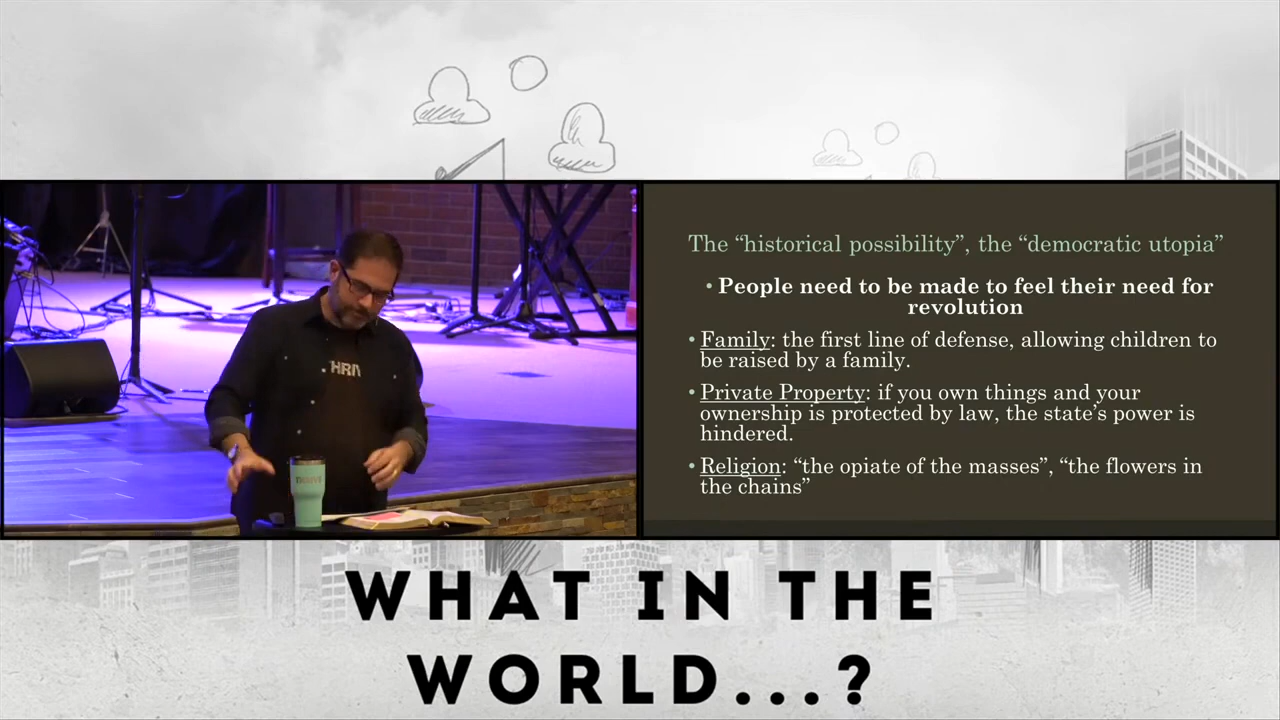 The “historical possibility”, the “democratic utopia”
• People need to be made to feel their need for
revolution
• Family: the first line of defense, allowing children to
be raised by a family.
• Private Property: if you own things and your
ownership is protected by law, the state’s power is
hindered.
• Religion: “the opiate of the masses”, “the flowers in
the chains”
WHAT IN THE
WORLD...?